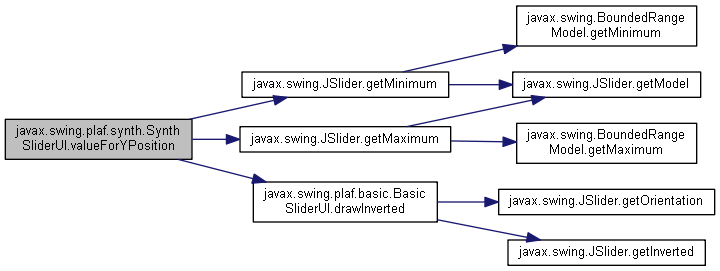 javax.swing.plaf.synth.Synth
SliderUI.valueForYPosition
javax.swing.JSlider.getMinimum
javax.swing.JSlider.getMaximum
javax.swing.plaf.basic.Basic
SliderUI.drawInverted
javax.swing.BoundedRange
Model.getMinimum
javax.swing.JSlider.getModel
javax.swing.BoundedRange
Model.getMaximum
javax.swing.JSlider.getOrientation
javax.swing.JSlider.getInverted